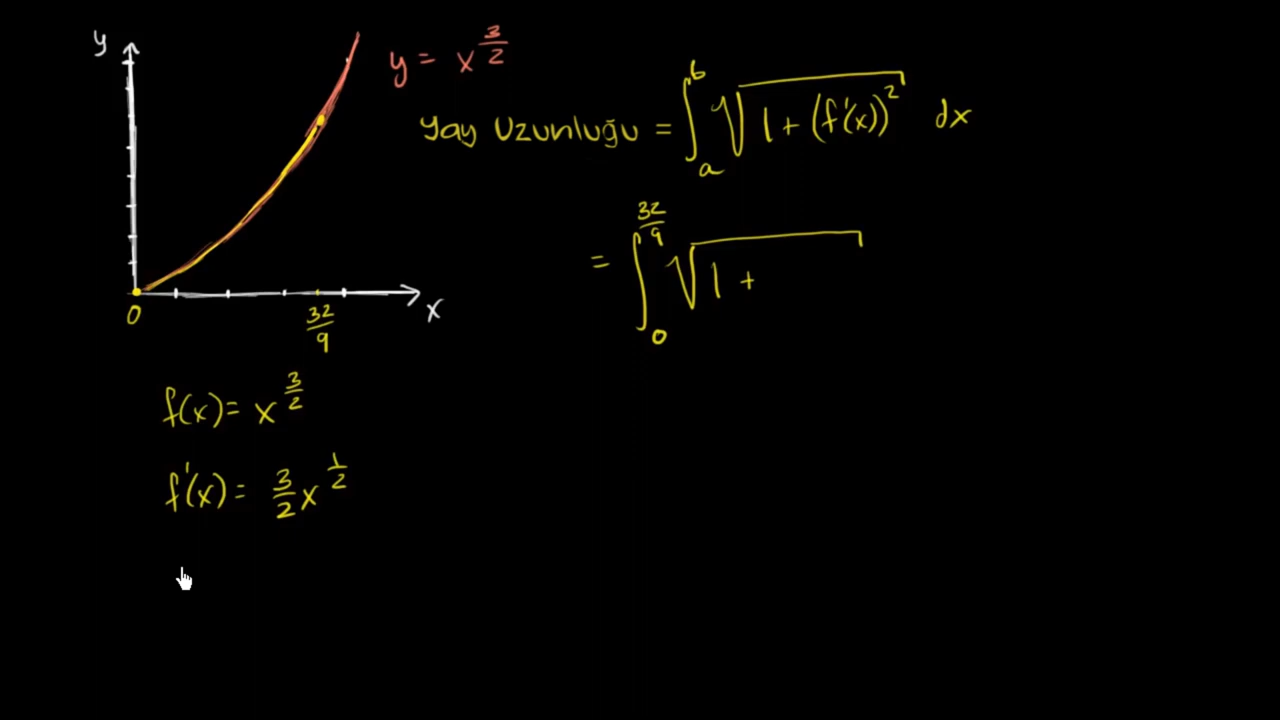 y
y = x^{3/2}
Yay Uzunluğu = ∫_a^b √(1 + (f'(x))²) dx
= ∫_0^{32/9} √(1 +
0
32/9
x
f(x) = x^{3/2}
f'(x) = 3/2 x^{1/2}